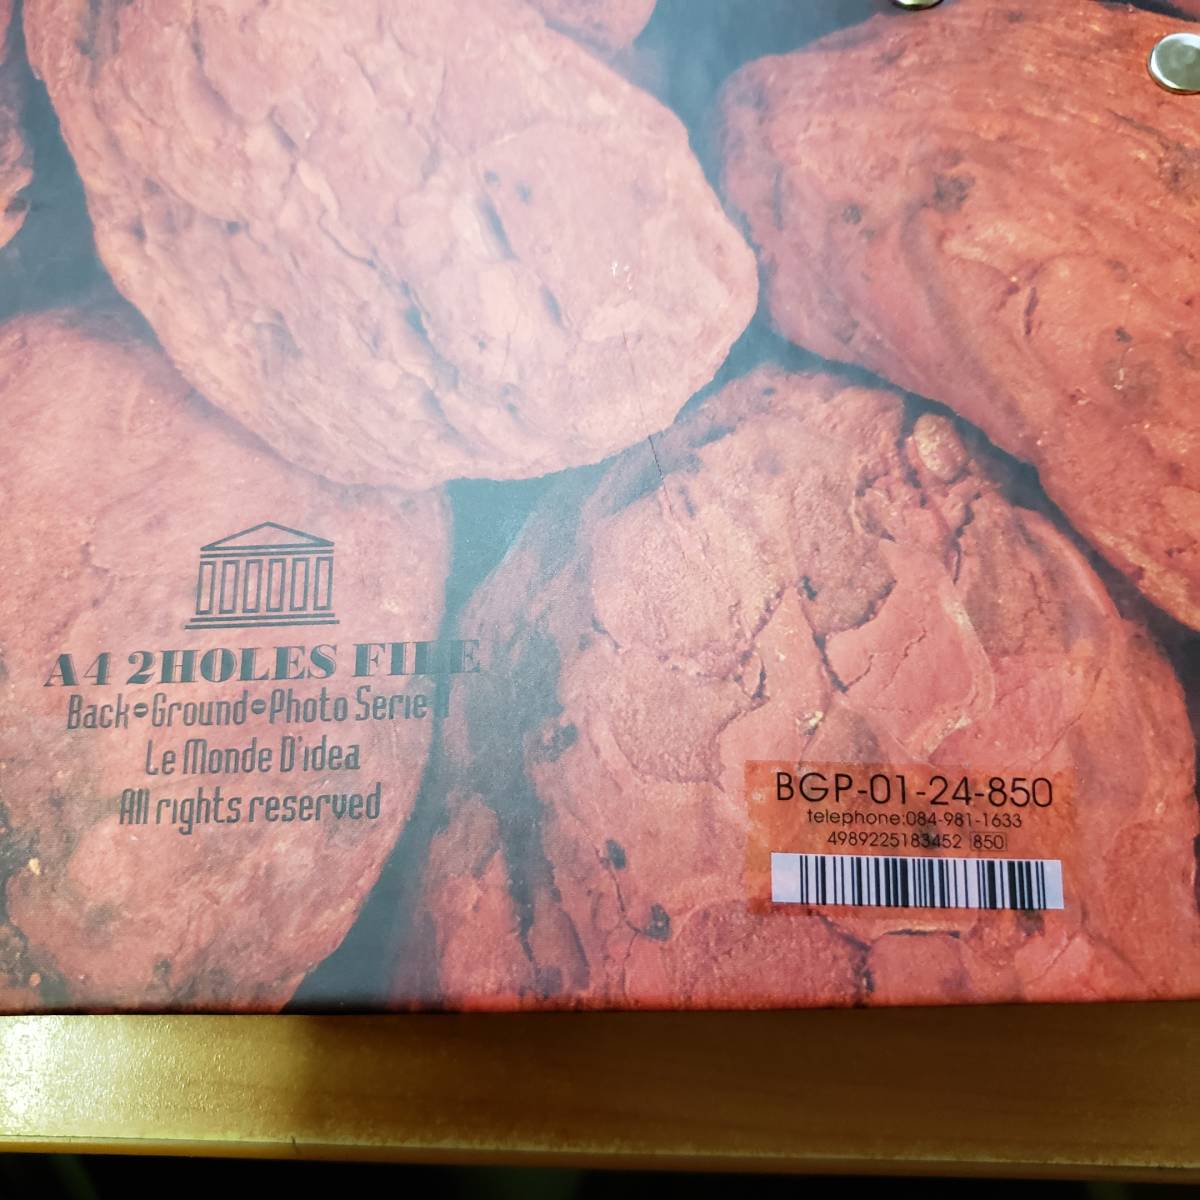 A4 2HOLES FILE
Back-Ground-Photo Serie
Le Monde D'idea
All rights reserved
BGP-01-24-850
telephone:084-981-1633
4989225183452 850